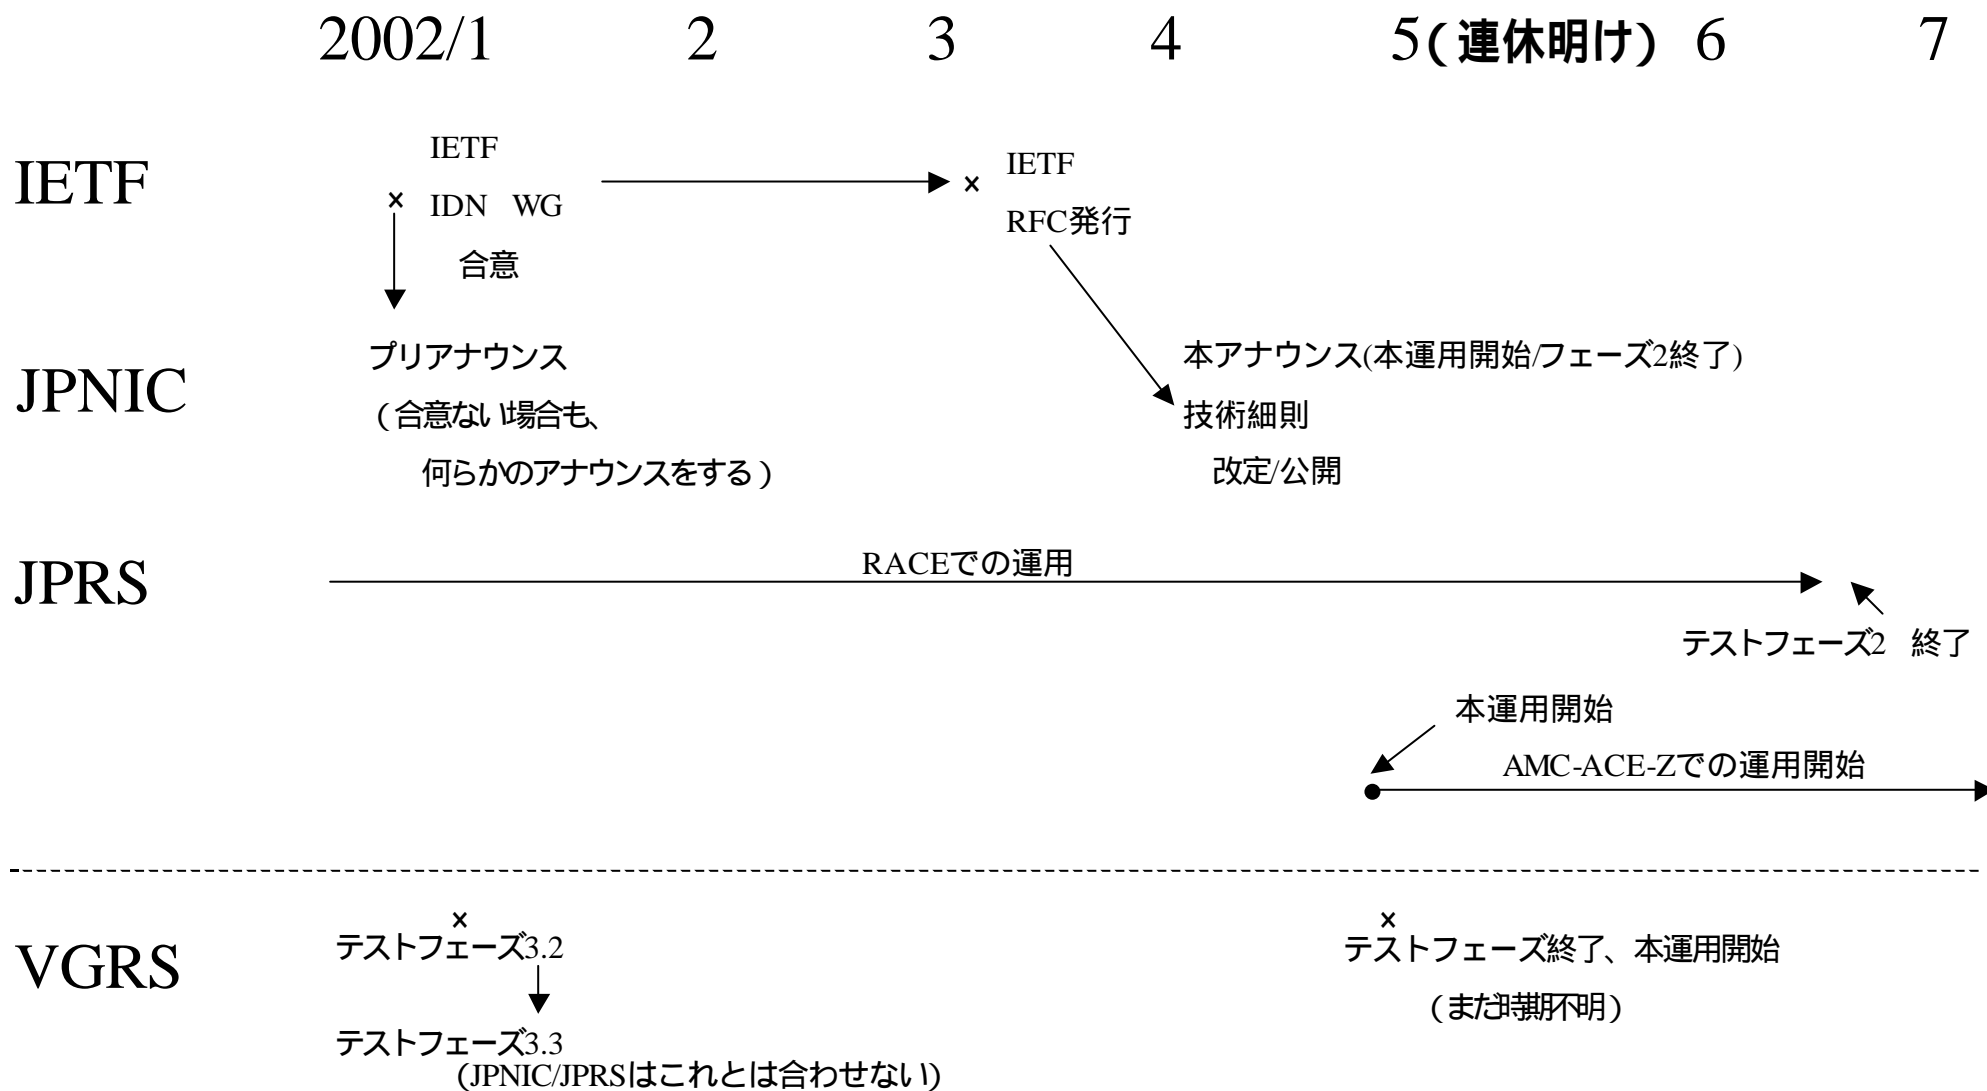 2002/1 2 3 4 5(連休明け) 6 7
IETF
IETF
× IDN WG
合意
× IETF
RFC発行
JPNIC
プリアナウンス
(合意ない場合も、
何らかのアナウンスをする)
本アナウンス(本運用開始/フェーズ2終了)
技術細則
改定/公開
JPRS
RACEでの運用
テストフェーズ2 終了
本運用開始
AMC-ACE-Zでの運用開始
VGRS
×
テストフェーズ3.2
テストフェーズ3.3
(JPNIC/JPRSはこれとは合わせない)
×
テストフェーズ終了、本運用開始
(まだ時期不明)